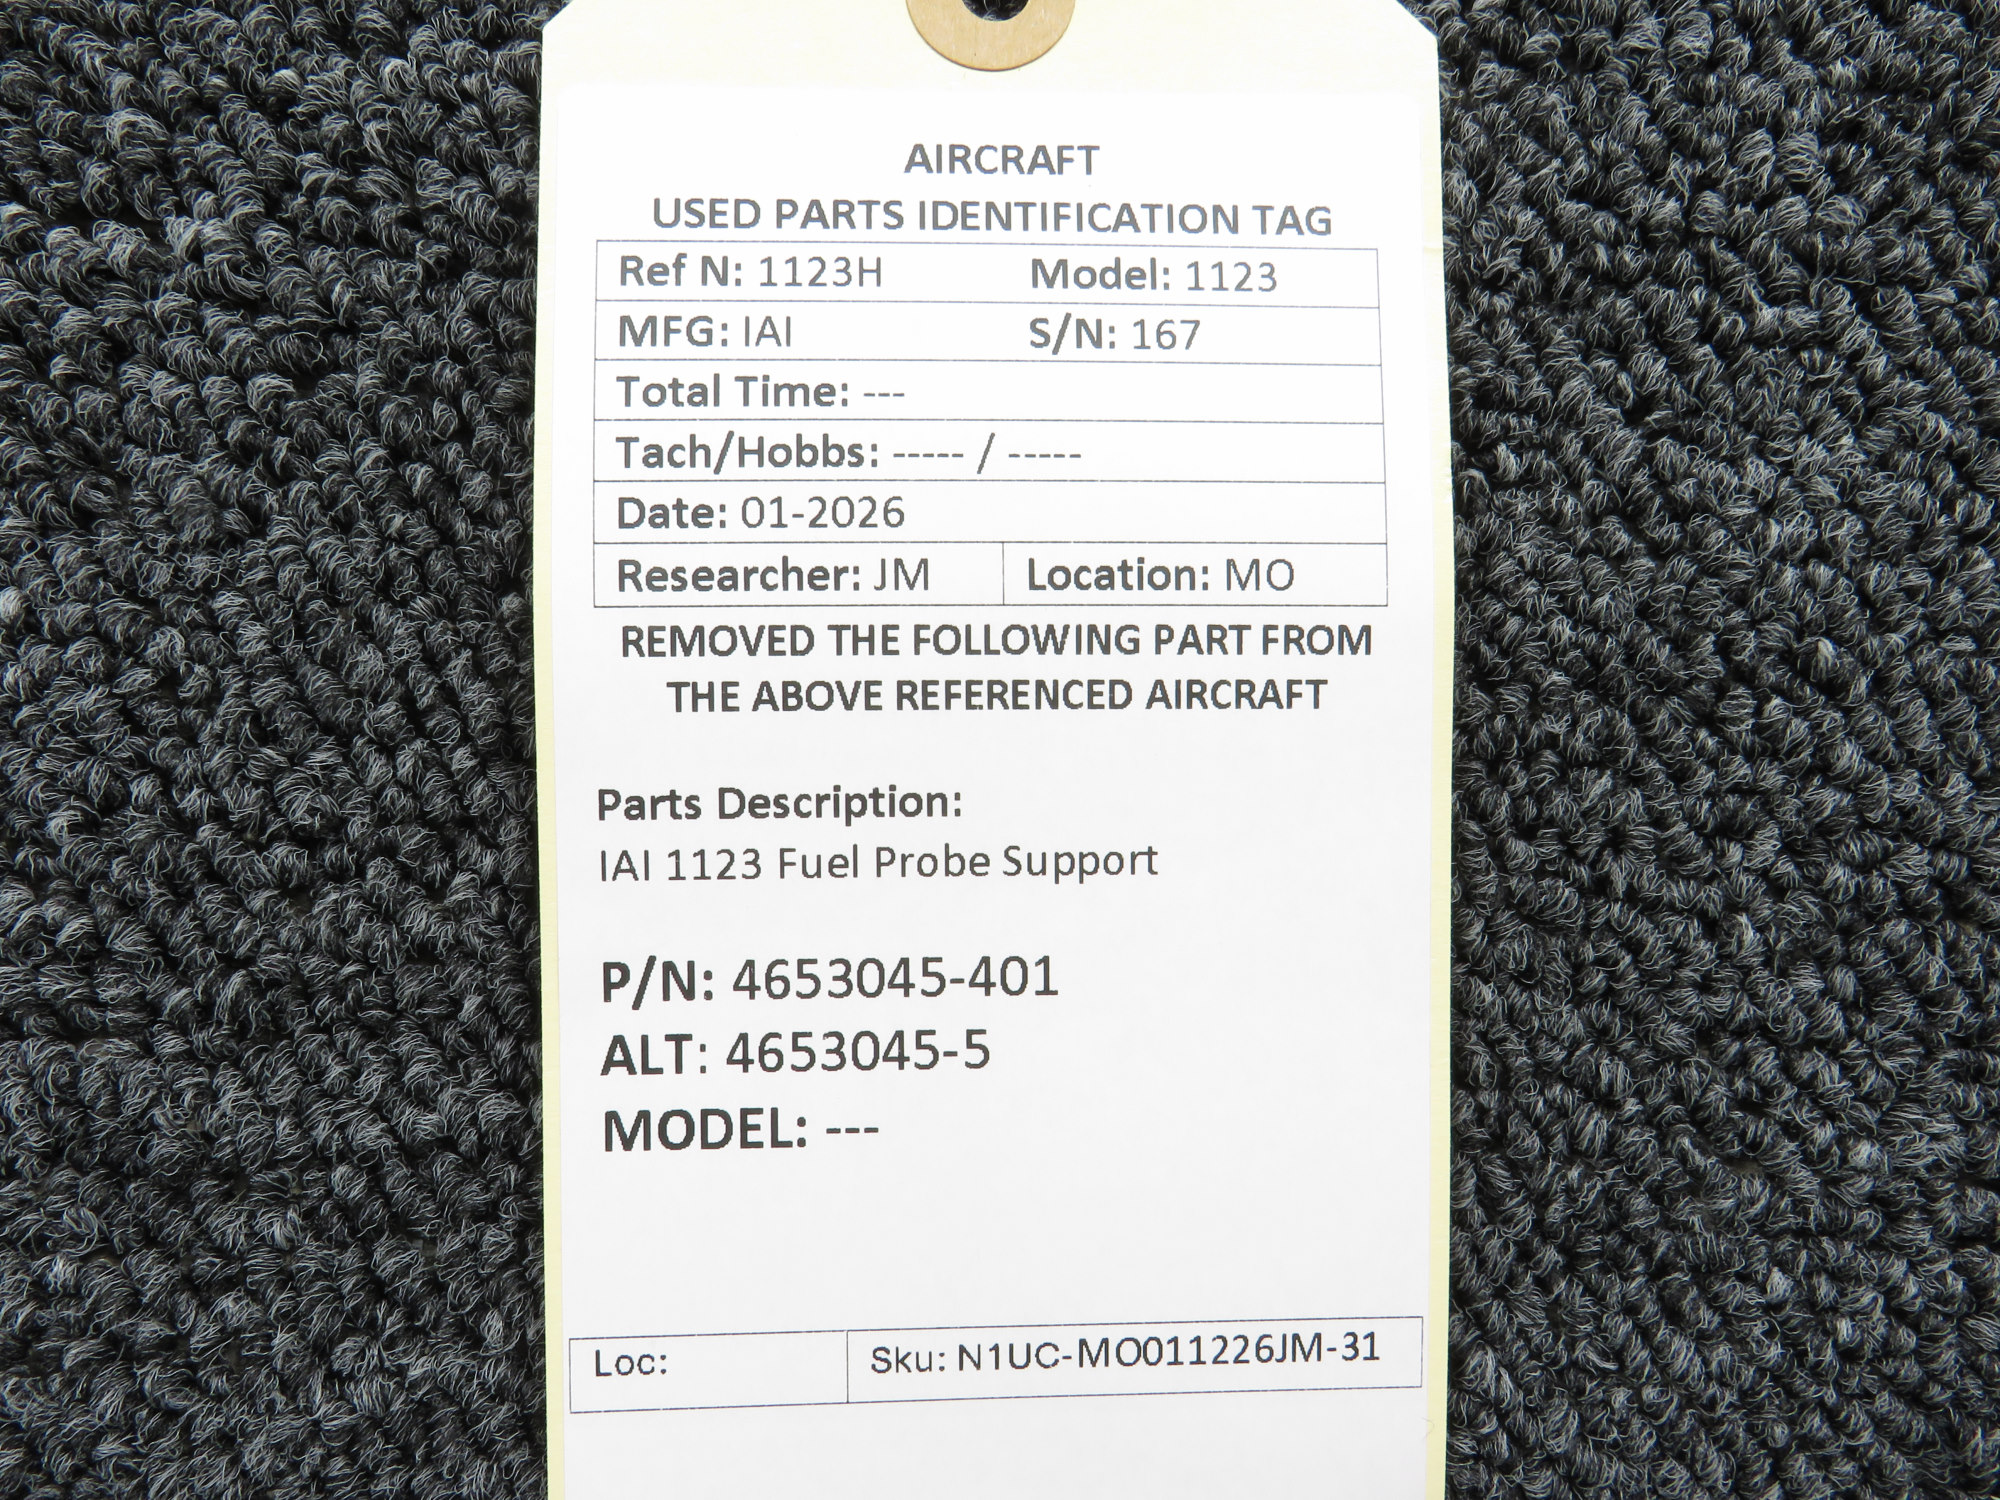 AIRCRAFT
USED PARTS IDENTIFICATION TAG
Ref N: 1123H Model: 1123
MFG: IAI S/N: 167
Total Time: ---
Tach/Hobbs: ----- / -----
Date: 01-2026
Researcher: JM Location: MO
REMOVED THE FOLLOWING PART FROM
THE ABOVE REFERENCED AIRCRAFT
Parts Description:
IAI 1123 Fuel Probe Support
P/N: 4653045-401
ALT: 4653045-5
MODEL: ---
Loc: Sku: N1UC-MO011226JM-31